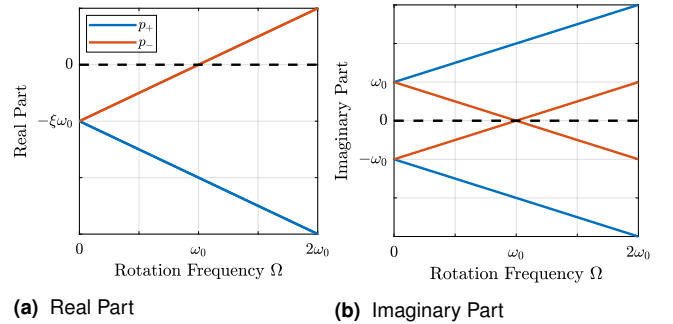 p₊
p₋
0
−ξω₀
Real Part
0
ω₀
2ω₀
Rotation Frequency Ω
(a) Real Part
ω₀
0
−ω₀
Imaginary Part
0
ω₀
2ω₀
Rotation Frequency Ω
(b) Imaginary Part